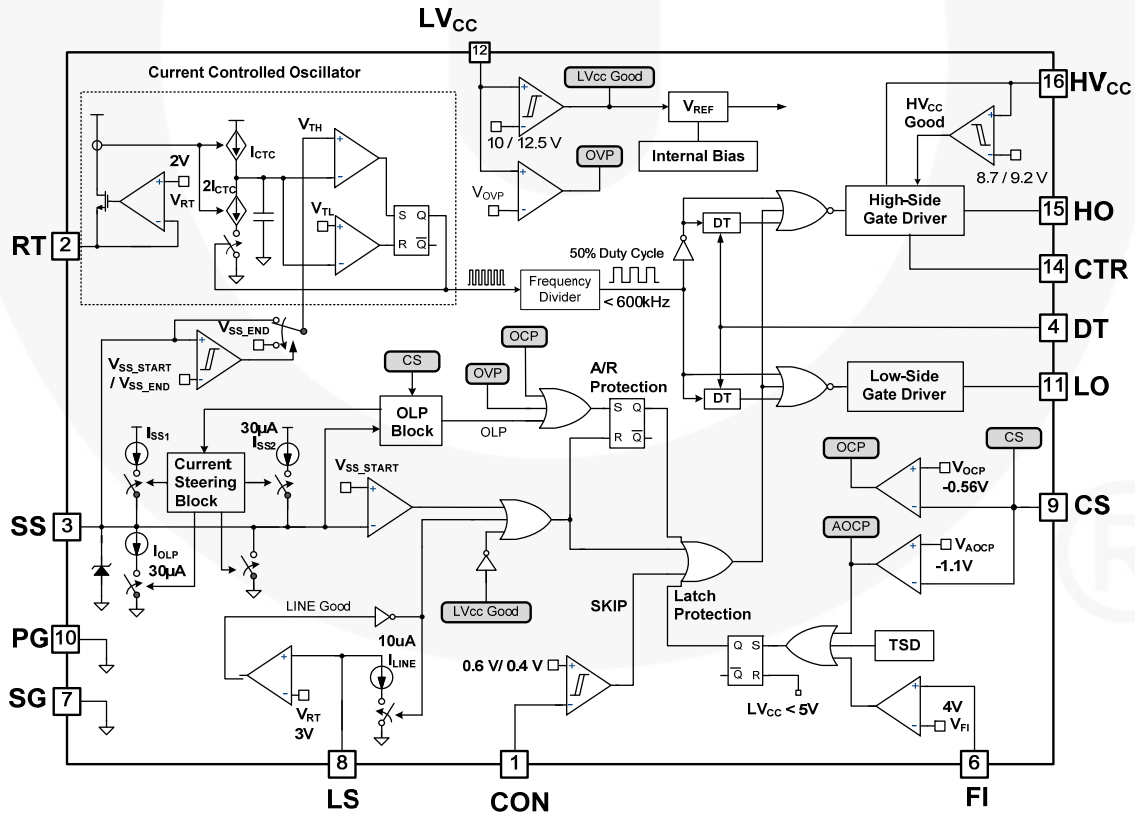 LVCC
12
Current Controlled Oscillator
LVcc Good
VREF
10 / 12.5 V
Internal Bias
OVP
VOVP
HVCC
Good
16
HVCC
8.7 / 9.2 V
VTH
ICTC
2V
VRT
2ICTC
VTL
S Q
R Q
RT
2
High-Side
Gate Driver
15
HO
14
CTR
DT
50% Duty Cycle
Frequency
Divider
< 600kHz
4
DT
VSS_END
VSS_START
/ VSS_END
OCP
CS
OVP
A/R
Protection
S Q
R Q
DT
Low-Side
Gate Driver
11
LO
OLP
Block
OLP
ISS1
30µA
ISS2
Current
Steering
Block
VSS_START
OCP
CS
VOCP
-0.56V
9
CS
SS
3
AOCP
VAOCP
-1.1V
IOLP
30µA
LINE Good
LVcc Good
SKIP
Latch
Protection
PG
10
10uA
ILINE
0.6 V/ 0.4 V
Q S
Q R
TSD
SG
7
VRT
3V
LVCC < 5V
4V
VFI
8
LS
1
CON
6
FI
R